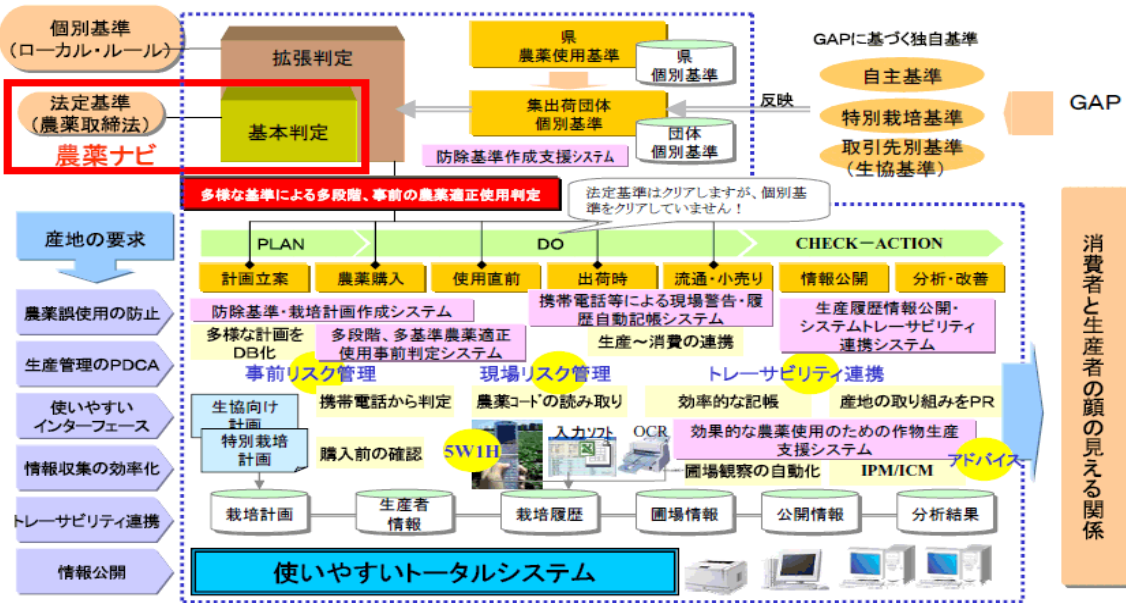 個別基準
(ローカル・ルール)
法定基準
(農薬取締法)
農薬ナビ
拡張判定
基本判定
県
農薬使用基準
県
個別基準
集出荷団体
個別基準
団体
個別基準
防除基準作成支援システム
反映
GAPに基づく独自基準
自主基準
特別栽培基準
取引先別基準
(生協基準)
GAP
多様な基準による多段階、事前の農薬適正使用判定
法定基準はクリアしますが、個別基
準をクリアしていません！
産地の要求
農薬誤使用の防止
生産管理のPDCA
使いやすい
インターフェース
情報収集の効率化
トレーサビリティ連携
情報公開
PLAN
DO
CHECK－ACTION
計画立案
農薬購入
使用直前
出荷時
流通・小売り
情報公開
分析・改善
防除基準・栽培計画作成システム
多様な計画を
DB化
多段階、多基準農薬適正
使用事前判定システム
携帯電話等による現場警告・履
歴自動記帳システム
生産～消費の連携
生産履歴情報公開・
システムトレーサビリティ
連携システム
事前リスク管理
現場リスク管理
トレーサビリティ連携
生協向け
計画
特別栽培
計画
携帯電話から判定
購入前の確認
農薬コードの読み取り
5W1H
入力ソフト
OCR
効率的な記帳
産地の取り組みをPR
効果的な農薬使用のための作物生産
支援システム
圃場観察の自動化
IPM/ICM
アドバイス
栽培計画
生産者
情報
栽培履歴
圃場情報
公開情報
分析結果
使いやすいトータルシステム
消費者と生産者の顔の見える関係